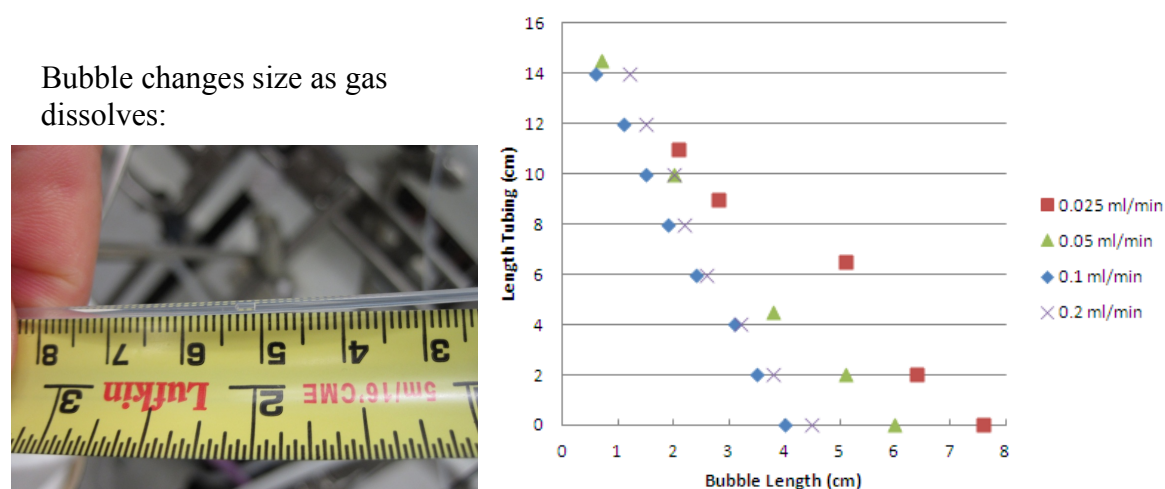 Bubble changes size as gas
dissolves:
8 7 6 5 4 3
3 Lufkin 2 5m/16' CME
Length Tubing (cm)
16
14
12
10
8
6
4
2
0
0 1 2 3 4 5 6 7 8
Bubble Length (cm)
0.025 ml/min
0.05 ml/min
0.1 ml/min
0.2 ml/min